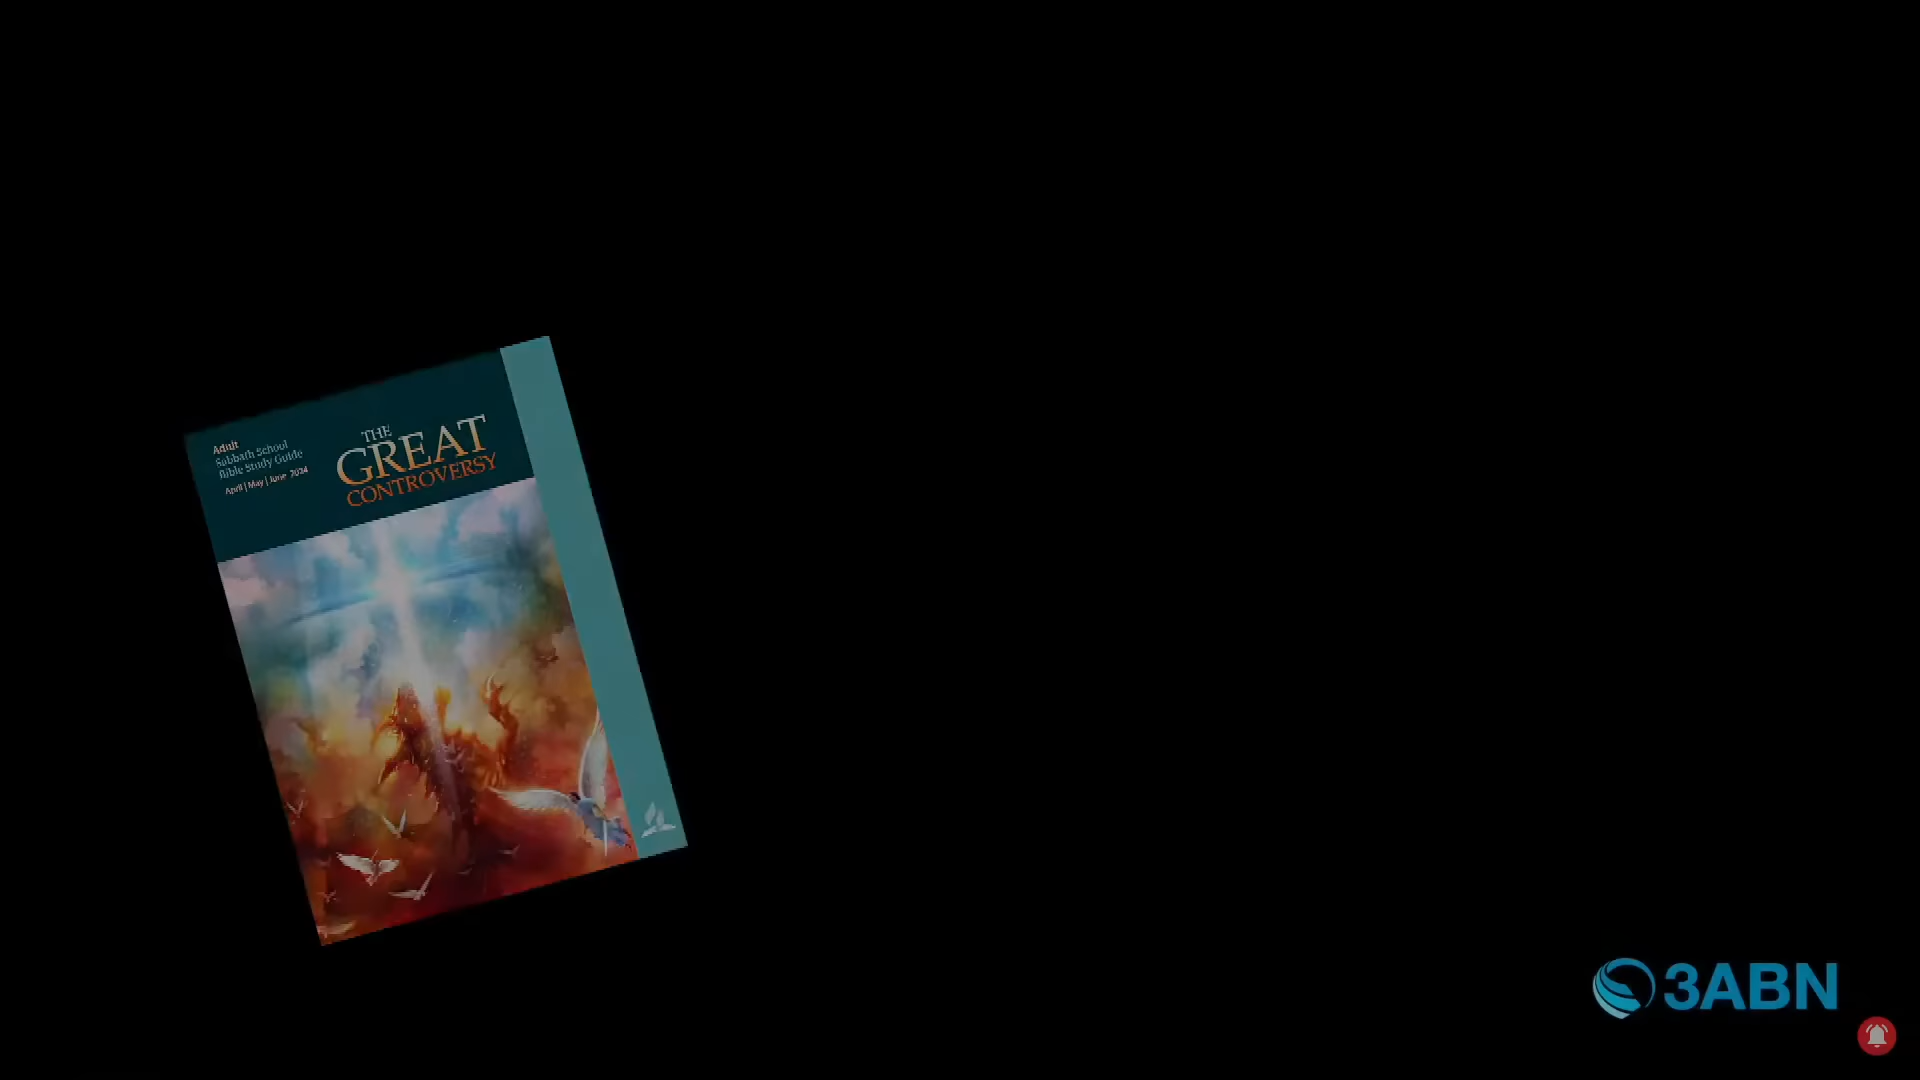 Adult
Sabbath School
Bible Study Guide
April | May | June 2024
THE
GREAT
CONTROVERSY
3ABN